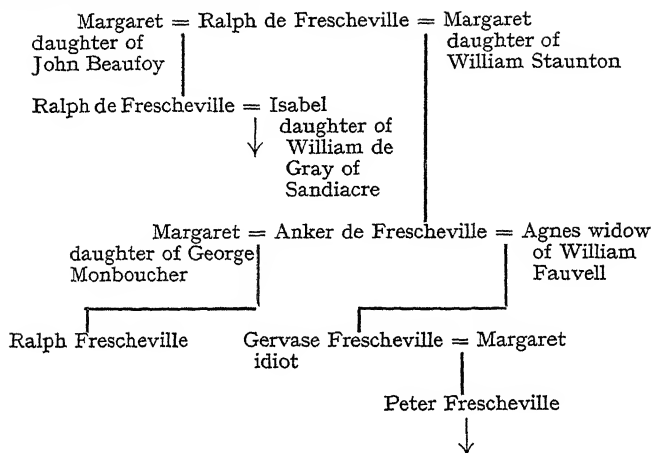 Margaret = Ralph de Frescheville = Margaret
daughter of
John Beaufoy
daughter of
William Staunton
Ralph de Frescheville = Isabel
daughter of
William de
Gray of
Sandiacre
Margaret = Anker de Frescheville = Agnes widow
daughter of George
Monboucher
of William
Fauvell
Ralph Frescheville
Gervase Frescheville = Margaret
idiot
Peter Frescheville